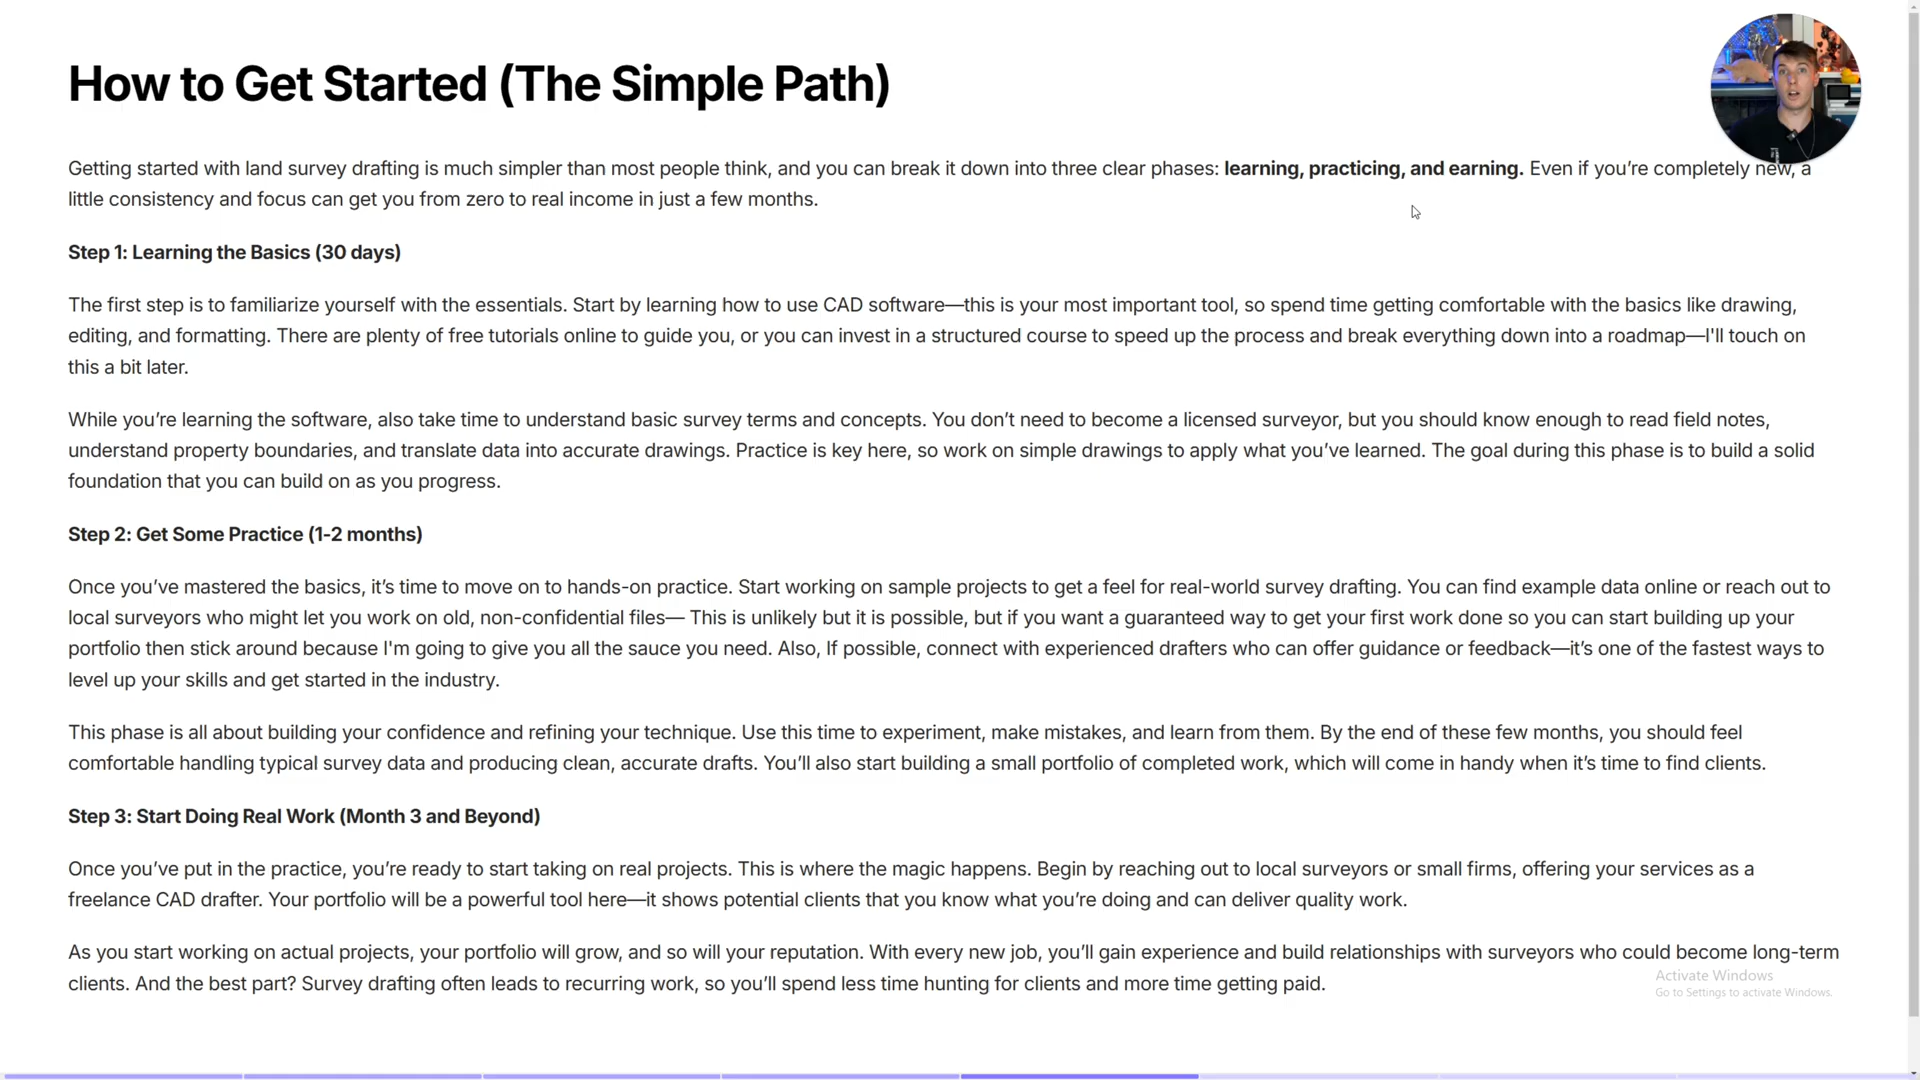 How to Get Started (The Simple Path)
Getting started with land survey drafting is much simpler than most people think, and you can break it down into three clear phases: learning, practicing, and earning. Even if you’re completely new, a
little consistency and focus can get you from zero to real income in just a few months.
Step 1: Learning the Basics (30 days)
The first step is to familiarize yourself with the essentials. Start by learning how to use CAD software—this is your most important tool, so spend time getting comfortable with the basics like drawing,
editing, and formatting. There are plenty of free tutorials online to guide you, or you can invest in a structured course to speed up the process and break everything down into a roadmap—I'll touch on
this a bit later.
While you’re learning the software, also take time to understand basic survey terms and concepts. You don’t need to become a licensed surveyor, but you should know enough to read field notes,
understand property boundaries, and translate data into accurate drawings. Practice is key here, so work on simple drawings to apply what you’ve learned. The goal during this phase is to build a solid
foundation that you can build on as you progress.
Step 2: Get Some Practice (1-2 months)
Once you’ve mastered the basics, it’s time to move on to hands-on practice. Start working on sample projects to get a feel for real-world survey drafting. You can find example data online or reach out to
local surveyors who might let you work on old, non-confidential files— This is unlikely but it is possible, but if you want a guaranteed way to get your first work done so you can start building up your
portfolio then stick around because I'm going to give you all the sauce you need. Also, If possible, connect with experienced drafters who can offer guidance or feedback—it’s one of the fastest ways to
level up your skills and get started in the industry.
This phase is all about building your confidence and refining your technique. Use this time to experiment, make mistakes, and learn from them. By the end of these few months, you should feel
comfortable handling typical survey data and producing clean, accurate drafts. You’ll also start building a small portfolio of completed work, which will come in handy when it’s time to find clients.
Step 3: Start Doing Real Work (Month 3 and Beyond)
Once you’ve put in the practice, you’re ready to start taking on real projects. This is where the magic happens. Begin by reaching out to local surveyors or small firms, offering your services as a
freelance CAD drafter. Your portfolio will be a powerful tool here—it shows potential clients that you know what you’re doing and can deliver quality work.
As you start working on actual projects, your portfolio will grow, and so will your reputation. With every new job, you’ll gain experience and build relationships with surveyors who could become long-term
clients. And the best part? Survey drafting often leads to recurring work, so you’ll spend less time hunting for clients and more time getting paid.
Activate Windows
Go to Settings to activate Windows.